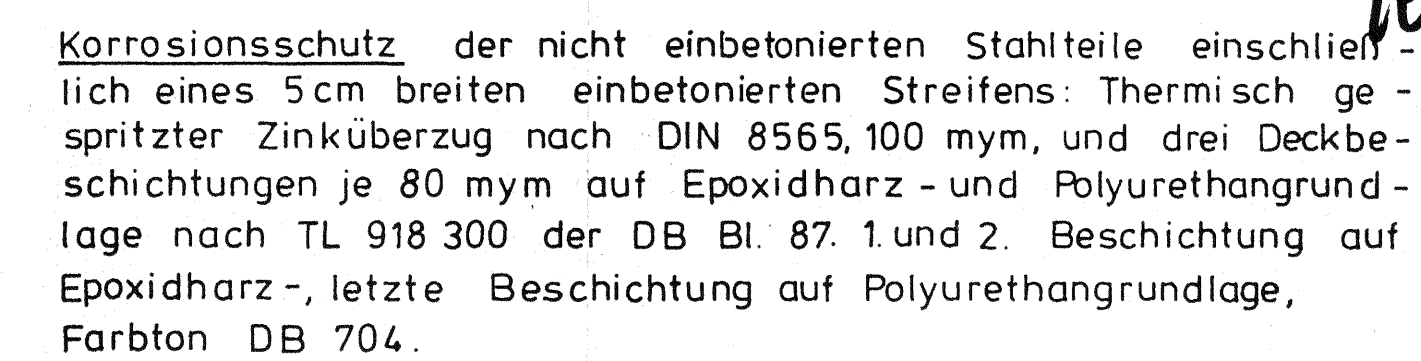 Korrosionsschutz der nicht einbetonierten Stahlteile einschließ-
lich eines 5 cm breiten einbetonierten Streifens: Thermisch ge-
spritzter Zinküberzug nach DIN 8565, 100 mym, und drei Deckbe-
schichtungen je 80 mym auf Epoxidharz- und Polyurethangrund-
lage nach TL 918 300 der DB Bl. 87. 1. und 2. Beschichtung auf
Epoxidharz-, letzte Beschichtung auf Polyurethangrundlage,
Farbton DB 704.